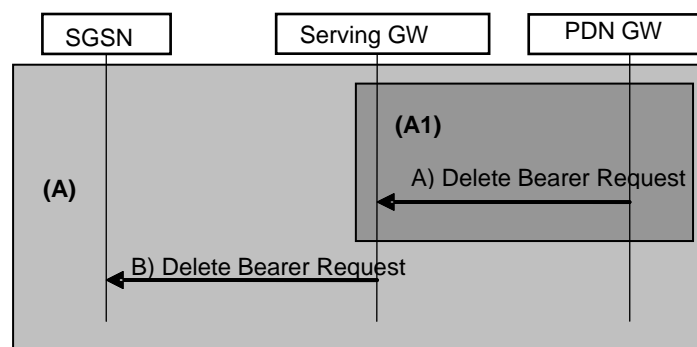 SGSN
Serving GW
PDN GW
(A1)
(A)
A) Delete Bearer Request
B) Delete Bearer Request